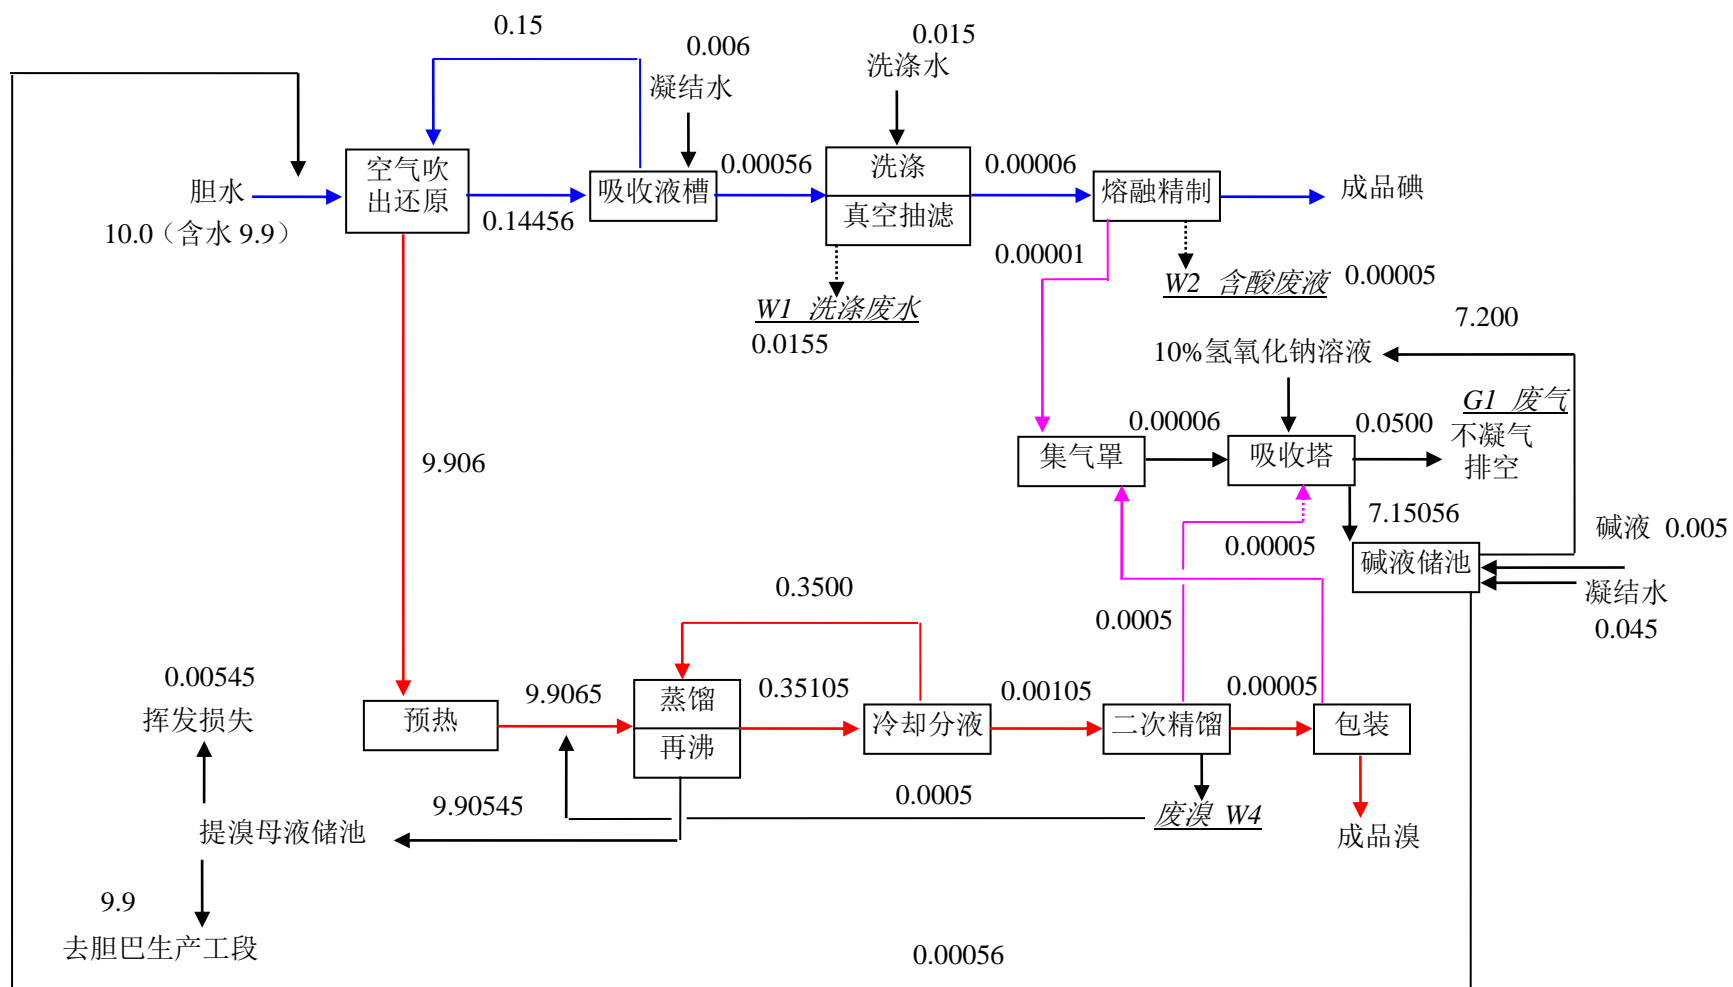 0.15
0.006
凝结水
0.015
洗涤水
胆水
10.0（含水 9.9）
空气吹
出还原
0.14456
吸收液槽
0.00056
洗涤
真空抽滤
0.00006
熔融精制
成品碘
0.00001
W1 洗涤废水
0.0155
W2 含酸废液 0.00005
7.200
10%氢氧化钠溶液
G1 废气
不凝气
排空
9.906
集气罩
0.00006
吸收塔
0.0500
7.15056
0.00005
碱液储池
碱液 0.005
凝结水
0.045
0.3500
0.0005
0.00545
挥发损失
预热
9.9065
蒸馏
再沸
0.35105
冷却分液
0.00105
二次精馏
0.00005
包装
9.90545
0.0005
废溴 W4
成品溴
提溴母液储池
9.9
去胆巴生产工段
0.00056